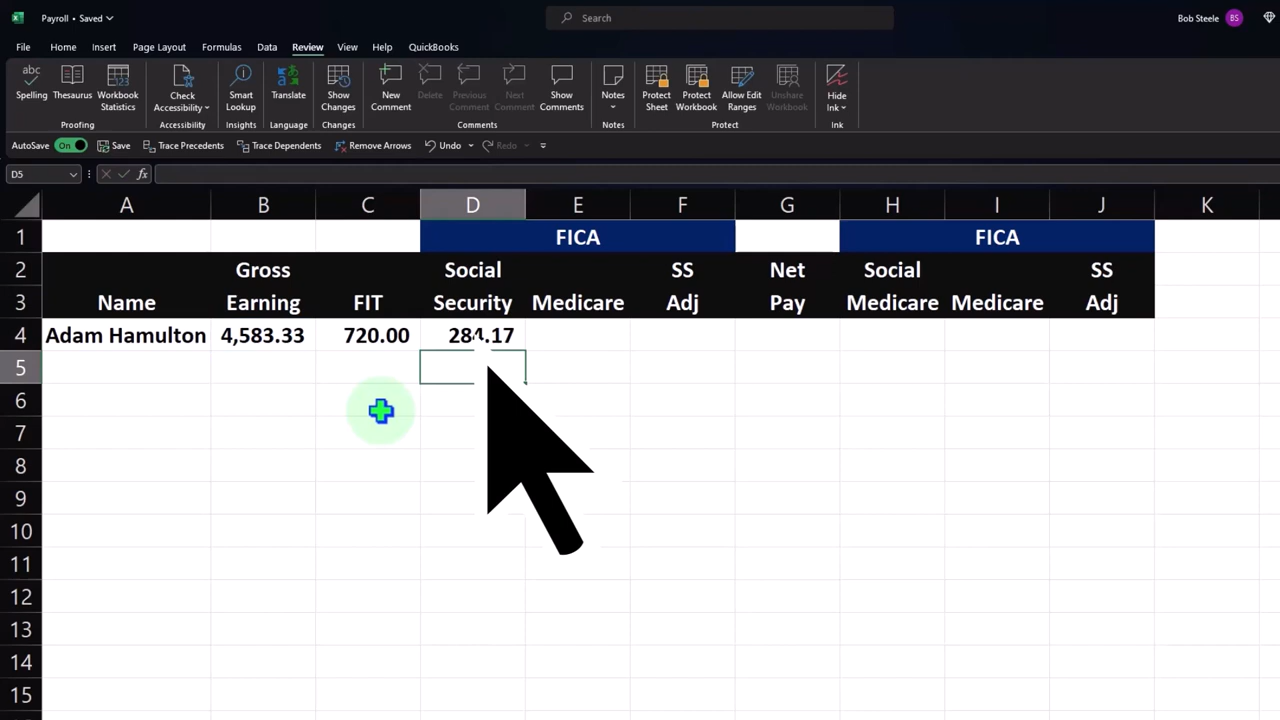 Payroll • Saved
Search
Bob Steele
BS
File Home Insert Page Layout Formulas Data Review View Help QuickBooks
abc
Spelling
Thesaurus
123
Workbook
Statistics
Proofing
Check
Accessibility
Accessibility
Smart
Lookup
Insights
Translate
Language
Show
Changes
Changes
New
Comment
Delete
Previous
Comment
Next
Comment
Show
Comments
Comments
Notes
Notes
Protect
Sheet
Protect
Workbook
Allow Edit
Ranges
Unshare
Workbook
Protect
Hide
Ink
Ink
AutoSave On Save Trace Precedents Trace Dependents Remove Arrows Undo Redo
D5 fx
A B C D E F G H I J K
1 FICA FICA
2 Gross Social SS Net Social SS
3 Name Earning FIT Security Medicare Adj Pay Medicare Medicare Adj
4 Adam Hamulton 4,583.33 720.00 284.17
5
6
7
8
9
10
11
12
13
14
15